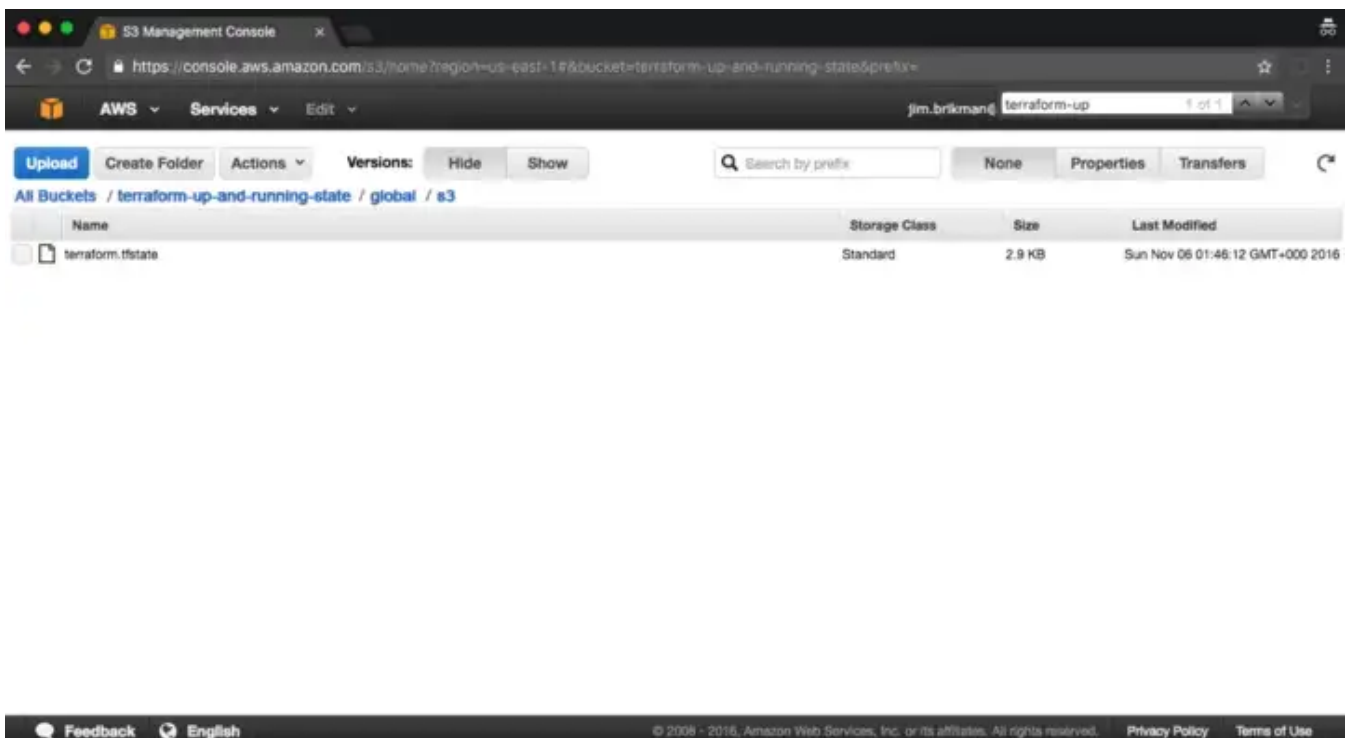 S3 Management Console ×
https://console.aws.amazon.com/s3/home?region=us-east-1#&bucket=terraform-up-and-running-state&prefix=
AWS Services Edit jim.brikman@ terraform-up 1 of 1
Upload Create Folder Actions Versions: Hide Show Search by prefix None Properties Transfers
All Buckets / terraform-up-and-running-state / global / s3
Name Storage Class Size Last Modified
terraform.tfstate Standard 2.9 KB Sun Nov 06 01:46:12 GMT+000 2016
Feedback English © 2008 - 2016, Amazon Web Services, Inc. or its affiliates. All rights reserved. Privacy Policy Terms of Use